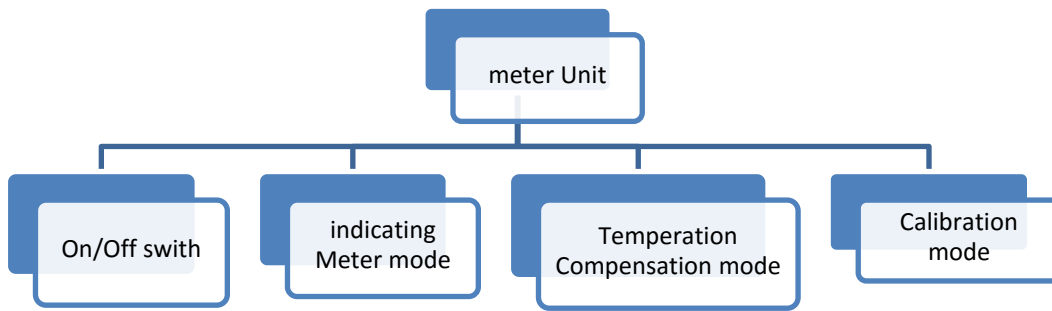 meter Unit
On/Off swith
indicating
Meter mode
Temperation
Compensation mode
Calibration
mode